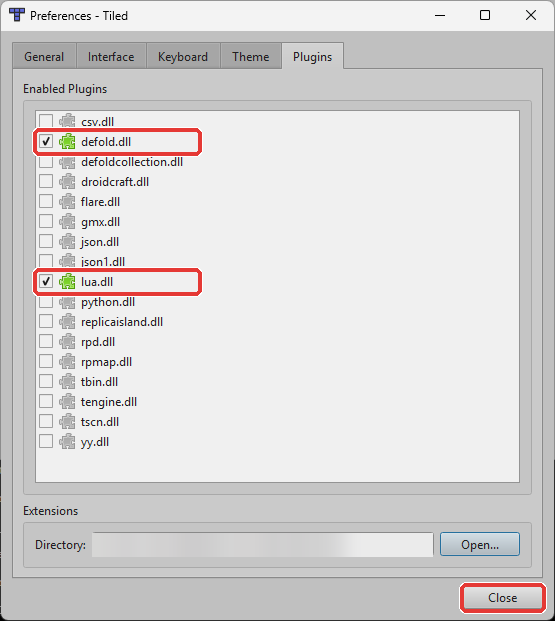 Preferences - Tiled
General Interface Keyboard Theme Plugins
Enabled Plugins
csv.dll
defold.dll
defoldcollection.dll
droidcraft.dll
flare.dll
gmx.dll
json.dll
json1.dll
lua.dll
python.dll
replicaisland.dll
rpd.dll
rpmap.dll
tbin.dll
tengine.dll
tscn.dll
yy.dll
Extensions
Directory: Open...
Close